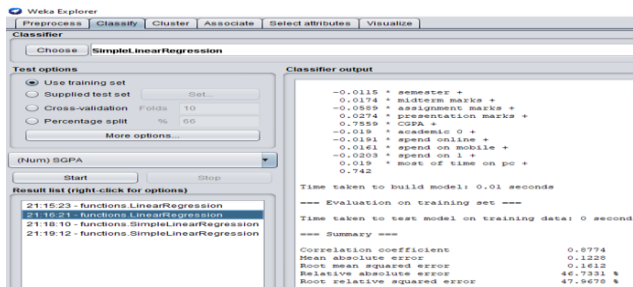 Weka Explorer
Preprocess Classify Cluster Associate Select attributes Visualize
Classifier
Choose SimpleLinearRegression
Test options
Use training set
Supplied test set Set...
Cross-validation Folds 10
Percentage split % 66
More options...
(Num) SGPA
Start Stop
Result list (right-click for options)
21:15:23 - functions.LinearRegression
21:16:21 - functions.LinearRegression
21:18:10 - functions.SimpleLinearRegression
21:19:12 - functions.SimpleLinearRegression
Classifier output
-0.0115 * semester +
0.0174 * midterm marks +
-0.0589 * assignment marks +
0.0274 * presentation marks +
0.7559 * CGPA +
-0.019 * academic 0 +
-0.0191 * spend online +
0.0161 * spend on mobile +
-0.0203 * spend on 1 +
0.019 * most of time on pc +
0.742
Time taken to build model: 0.01 seconds
=== Evaluation on training set ===
Time taken to test model on training data: 0 second
=== Summary ===
Correlation coefficient 0.8774
Mean absolute error 0.1228
Root mean squared error 0.1612
Relative absolute error 46.7331 %
Root relative squared error 47.9678 %